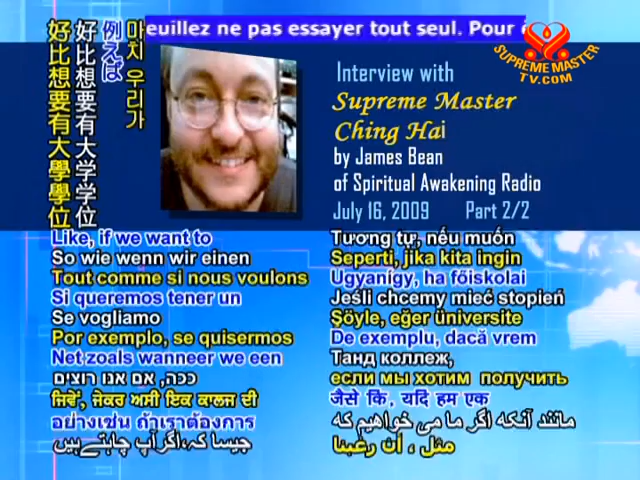 euillez ne pas essayer tout seul. Pour
SUPREME MASTER
TV.COM
好比想要有大學學位
好比想要有大学学位
例えば
마치 우리가
Interview with
Supreme Master
Ching Hai
by James Bean
of Spiritual Awakening Radio
July 16, 2009 Part 2/2
Like, if we want to
So wie wenn wir einen
Tout comme si nous voulons
Si queremos tener un
Se vogliamo
Por exemplo, se quisermos
Net zoals wanneer we een
ככה, אם אנו רוצים
ਜਿਵੇਂ, ਜੇਕਰ ਅਸੀ ਇਕ ਕਾਲਜ ਦੀ
อย่างเช่น ถ้าเราต้องการ
جیسا کہ،اگرآپ چاہتےہیں
Tương tự, nếu muốn
Seperti, jika kita ingin
Ugyanígy, ha főiskolai
Jeśli chcemy mieć stopień
Şöyle, eğer üniversite
De exemplu, dacă vrem
Танд коллеж,
если мы хотим получить
जैसे कि, यदि हम एक
مانند آنکه اگر ما می خواهیم که
مثل ، أن رغبنا